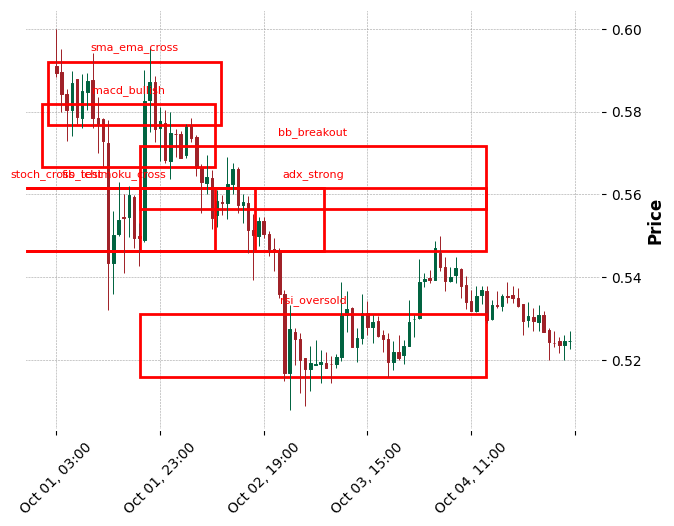 sma_ema_cross
macd_bullish
bb_breakout
stoch_cross
ichimoku_cross
adx_strong
rsi_oversold
0.60
0.58
0.56
0.54
0.52
Price
Oct 01, 03:00
Oct 01, 23:00
Oct 02, 19:00
Oct 03, 15:00
Oct 04, 11:00